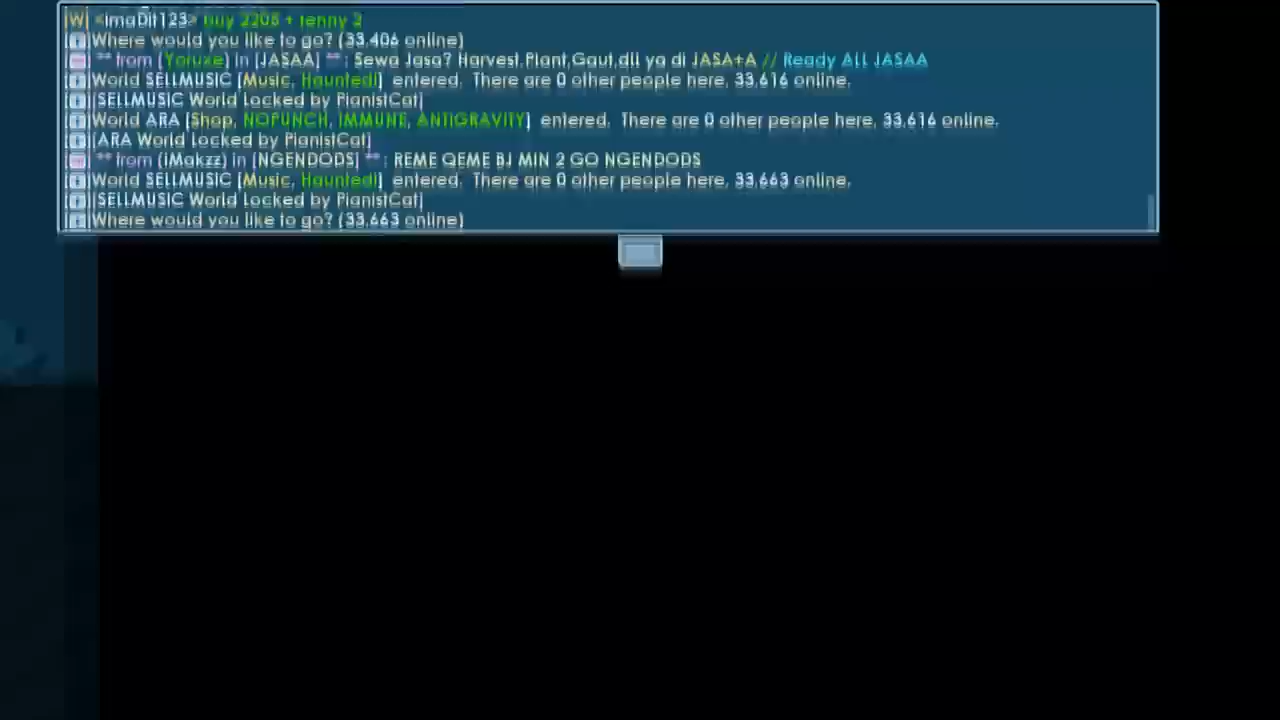 [W] <imaDit123> buy 2208 + tenny 2
Where would you like to go? (33,406 online)
** from (Yoruxe) in [JASAA] ** : Sewa Jasa? Harvest,Plant,Gaut,dll ya di JASA+A // Ready ALL JASAA
World SELLMUSIC [Music, Haunted!] entered. There are 0 other people here, 33,616 online.
[SELLMUSIC World Locked by PianistCat]
World ARA [Shop, NOPUNCH, IMMUNE, ANTIGRAVITY] entered. There are 0 other people here, 33,616 online.
[ARA World Locked by PianistCat]
** from (iMakzz) in [NGENDODS] ** : REME QEME BJ MIN 2 GO NGENDODS
World SELLMUSIC [Music, Haunted!] entered. There are 0 other people here, 33,663 online.
[SELLMUSIC World Locked by PianistCat]
Where would you like to go? (33,663 online)